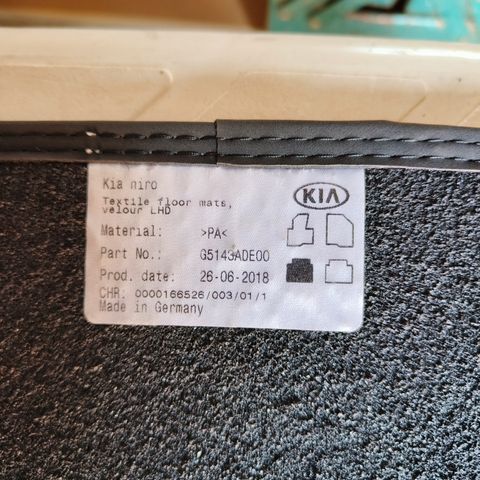 Kia niro
Textile floor mats,
velour LHD
KIA
Material: >PA<
Part No.: G5143ADE00
Prod. date: 26-06-2018
CHR: 0000166526/003/01/1
Made in Germany